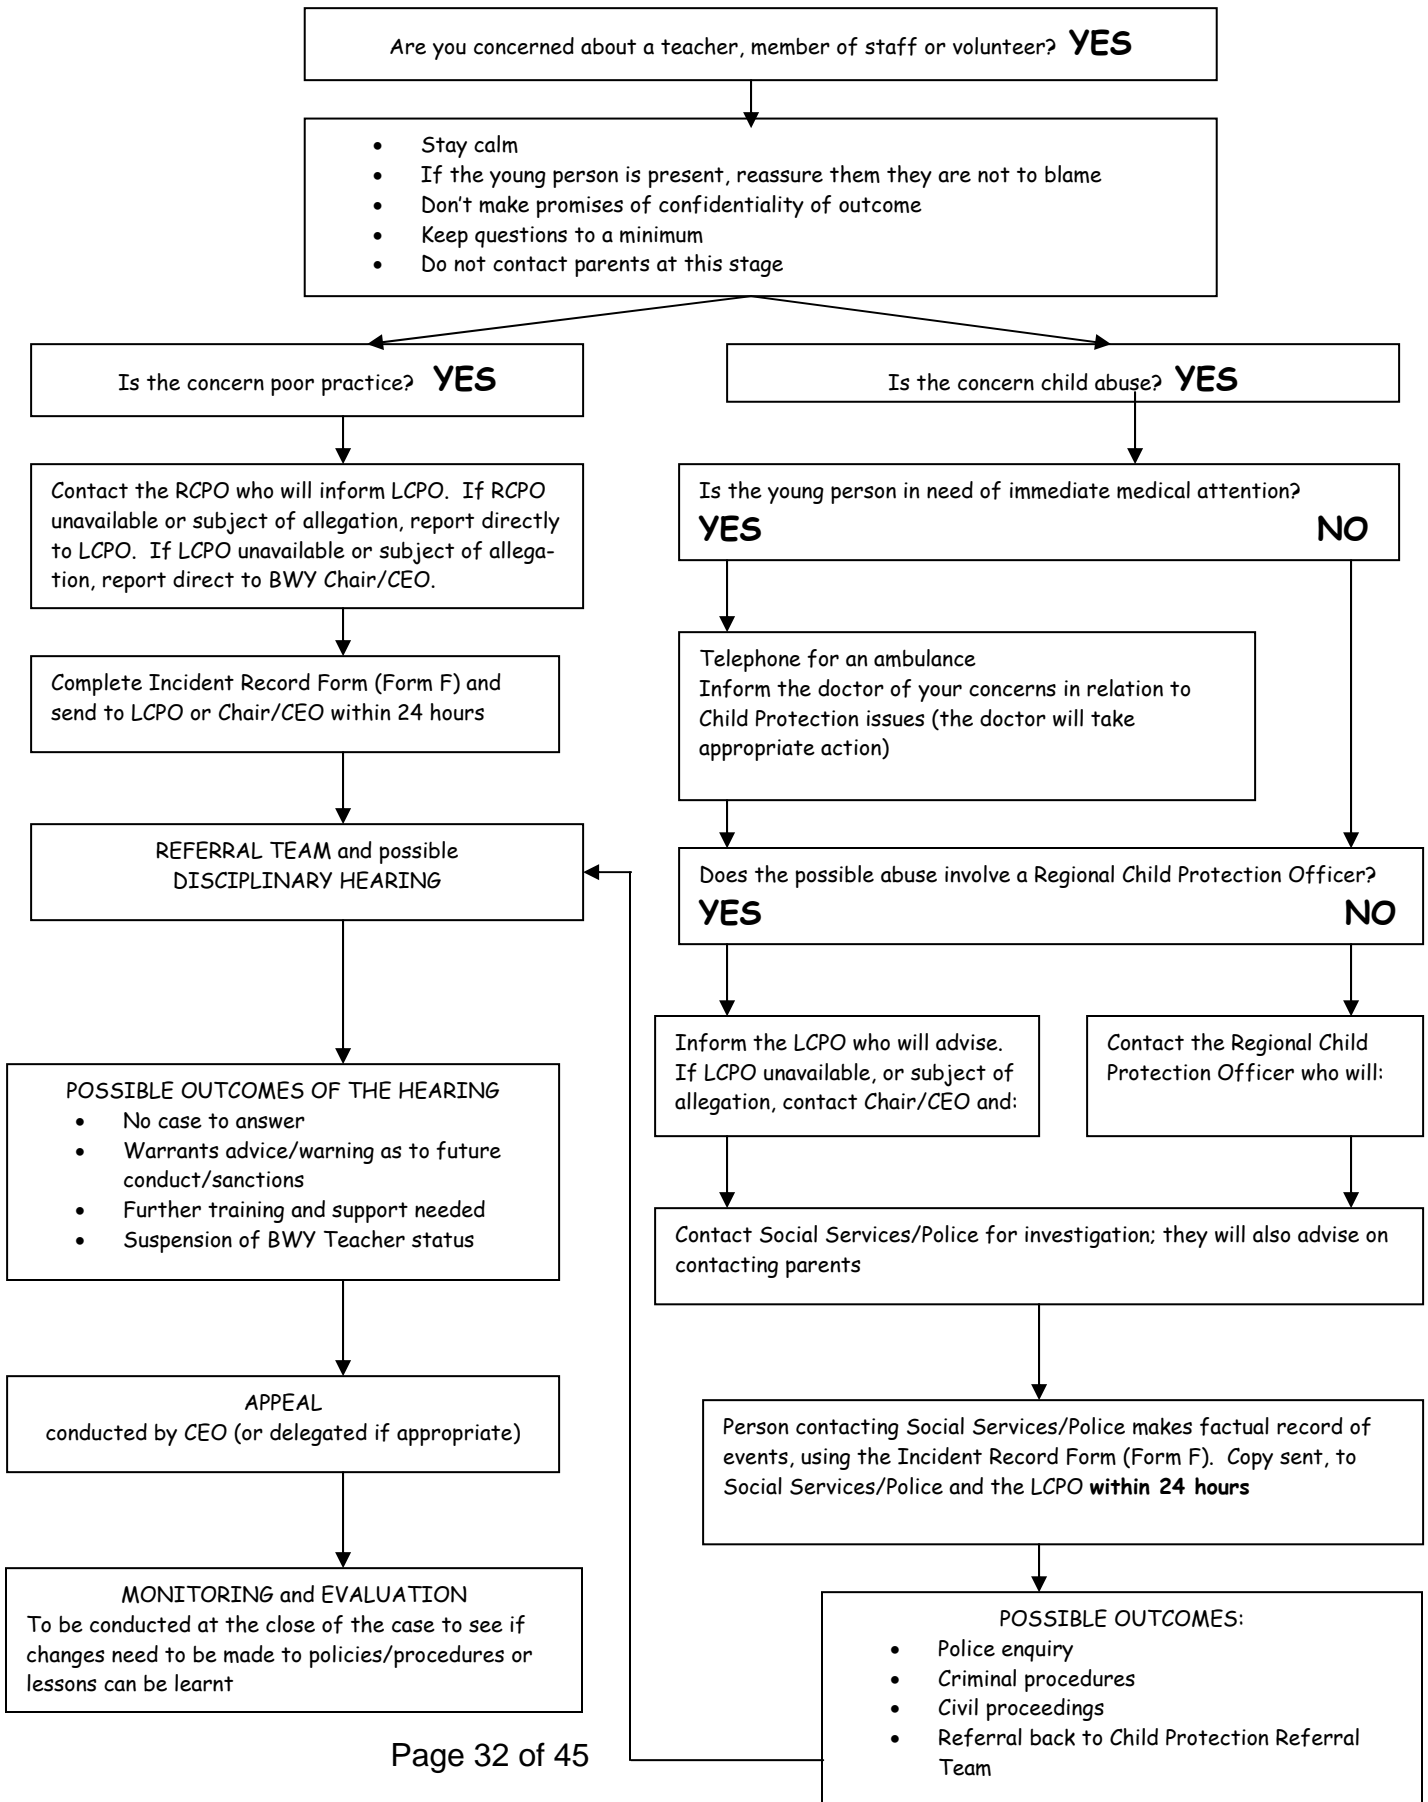 Are you concerned about a teacher, member of staff or volunteer? YES
• Stay calm
• If the young person is present, reassure them they are not to blame
• Don't make promises of confidentiality of outcome
• Keep questions to a minimum
• Do not contact parents at this stage
Is the concern poor practice? YES
Contact the RCPO who will inform LCPO. If RCPO
unavailable or subject of allegation, report directly
to LCPO. If LCPO unavailable or subject of allega-
tion, report direct to BWY Chair/CEO.
Complete Incident Record Form (Form F) and
send to LCPO or Chair/CEO within 24 hours
REFERRAL TEAM and possible
DISCIPLINARY HEARING
POSSIBLE OUTCOMES OF THE HEARING
• No case to answer
• Warrants advice/warning as to future
conduct/sanctions
• Further training and support needed
• Suspension of BWY Teacher status
APPEAL
conducted by CEO (or delegated if appropriate)
MONITORING and EVALUATION
To be conducted at the close of the case to see if
changes need to be made to policies/procedures or
lessons can be learnt
Is the concern child abuse? YES
Is the young person in need of immediate medical attention?
YES NO
Telephone for an ambulance
Inform the doctor of your concerns in relation to
Child Protection issues (the doctor will take
appropriate action)
Does the possible abuse involve a Regional Child Protection Officer?
YES NO
Inform the LCPO who will advise.
If LCPO unavailable, or subject of
allegation, contact Chair/CEO and:
Contact the Regional Child
Protection Officer who will:
Contact Social Services/Police for investigation; they will also advise on
contacting parents
Person contacting Social Services/Police makes factual record of
events, using the Incident Record Form (Form F). Copy sent, to
Social Services/Police and the LCPO within 24 hours
POSSIBLE OUTCOMES:
• Police enquiry
• Criminal procedures
• Civil proceedings
• Referral back to Child Protection Referral
Team
Page 32 of 45